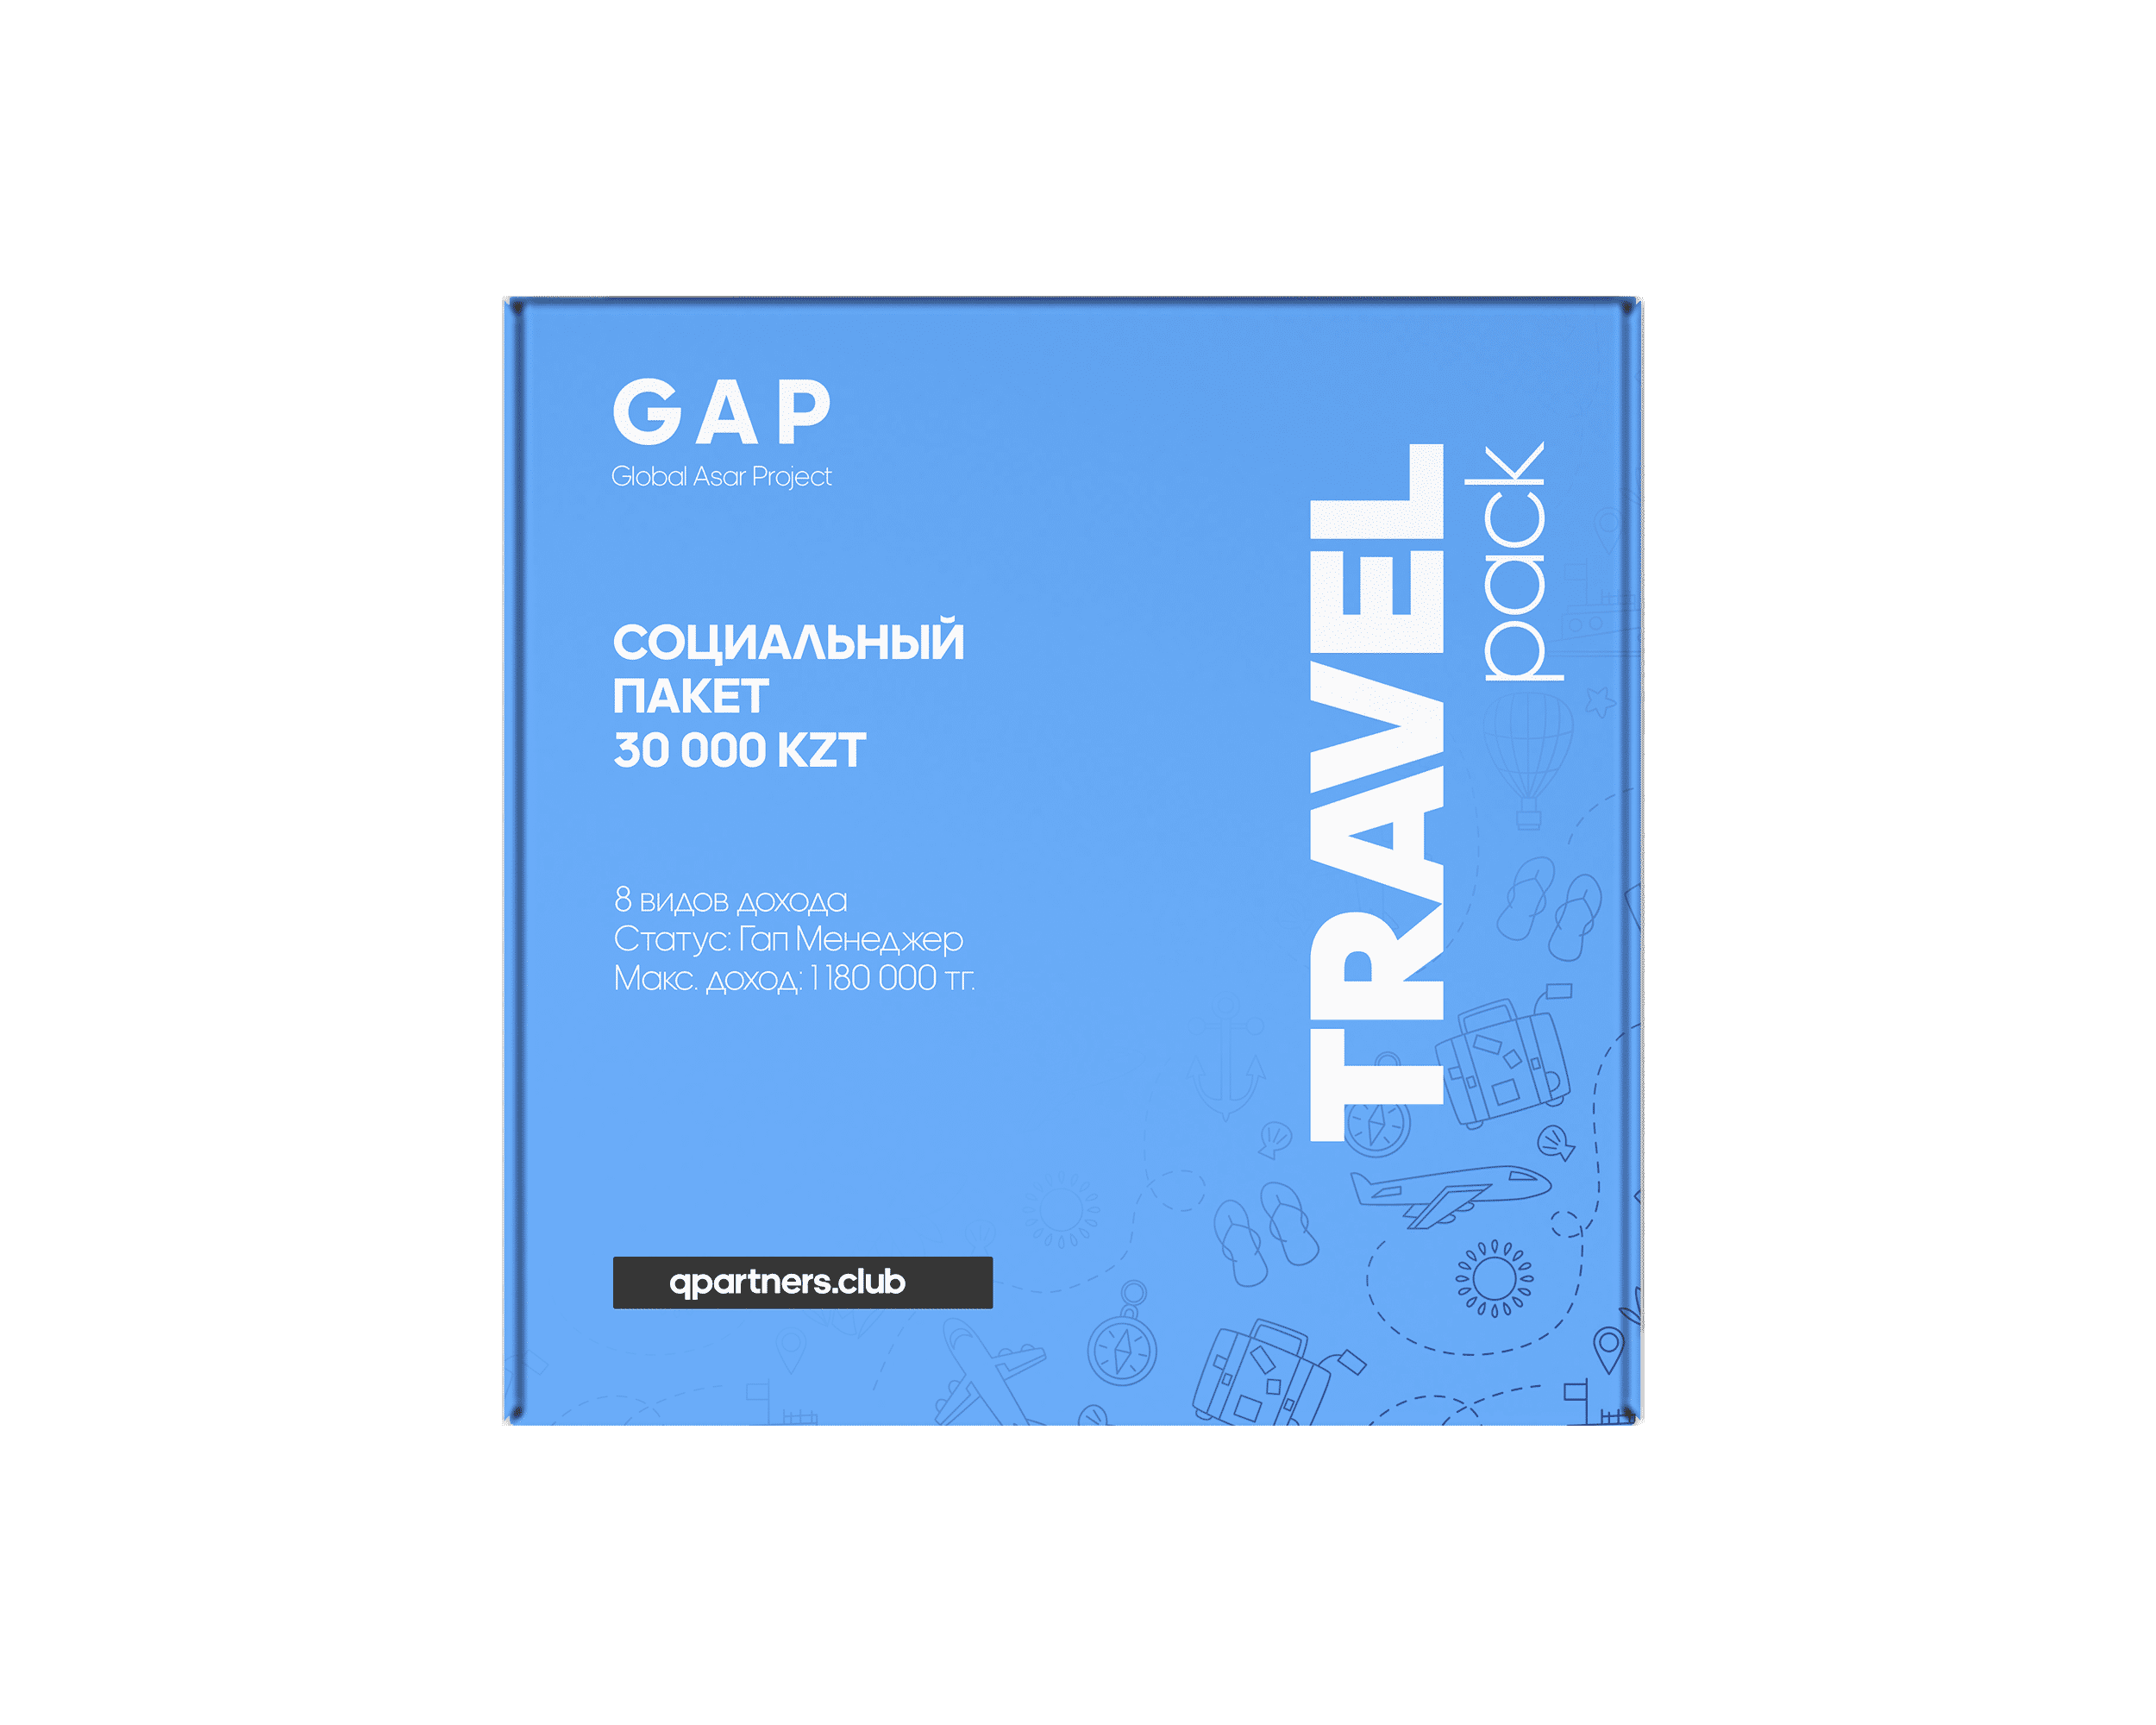 GAP
Global Asar Project
СОЦИАЛЬНЫЙ
ПАКЕТ
30 000 KZT
8 видов дохода
Статус: Гап Менеджер
Макс. доход: 1 180 000 тг.
qpartners.club
TRAVEL
pack